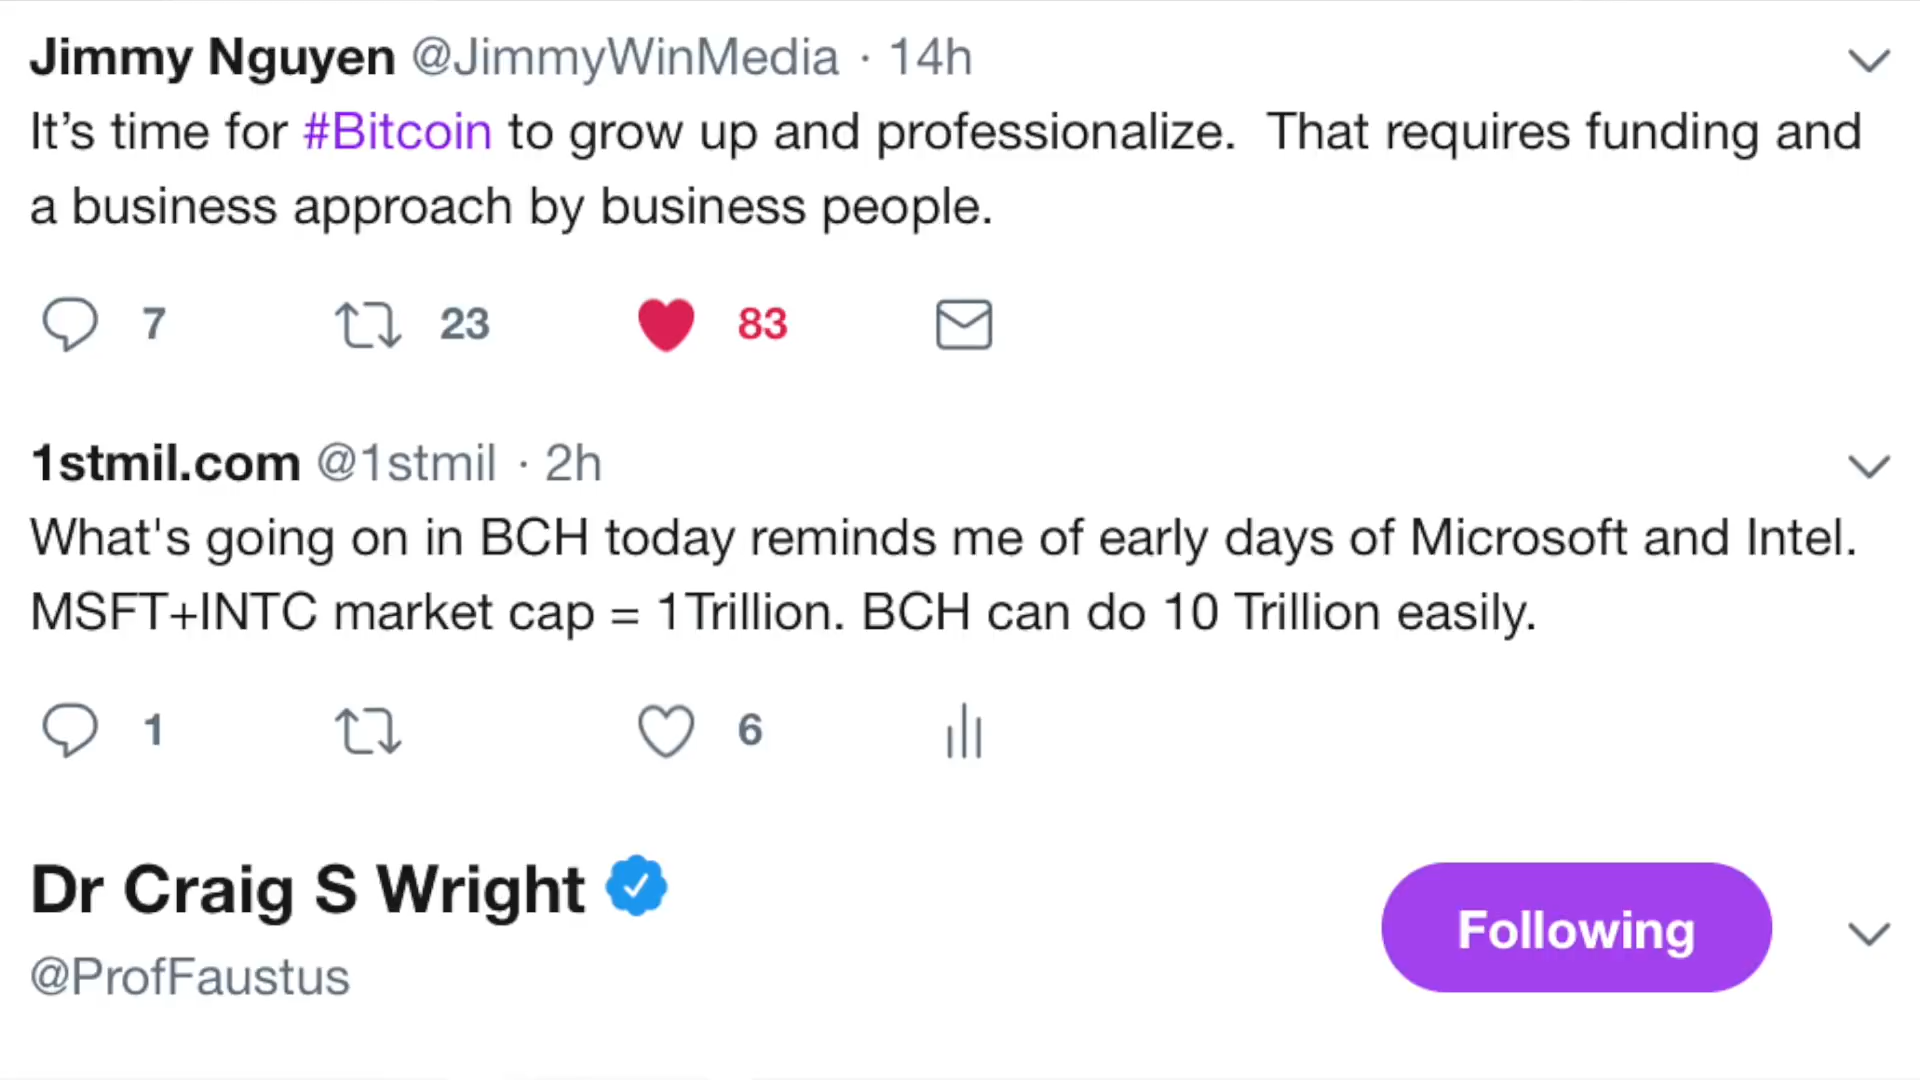 Jimmy Nguyen @JimmyWinMedia · 14h
It’s time for #Bitcoin to grow up and professionalize.  That requires funding and
a business approach by business people.
7 23 83
1stmil.com @1stmil · 2h
What's going on in BCH today reminds me of early days of Microsoft and Intel.
MSFT+INTC market cap = 1Trillion. BCH can do 10 Trillion easily.
1 6
Dr Craig S Wright
Following
@ProfFaustus